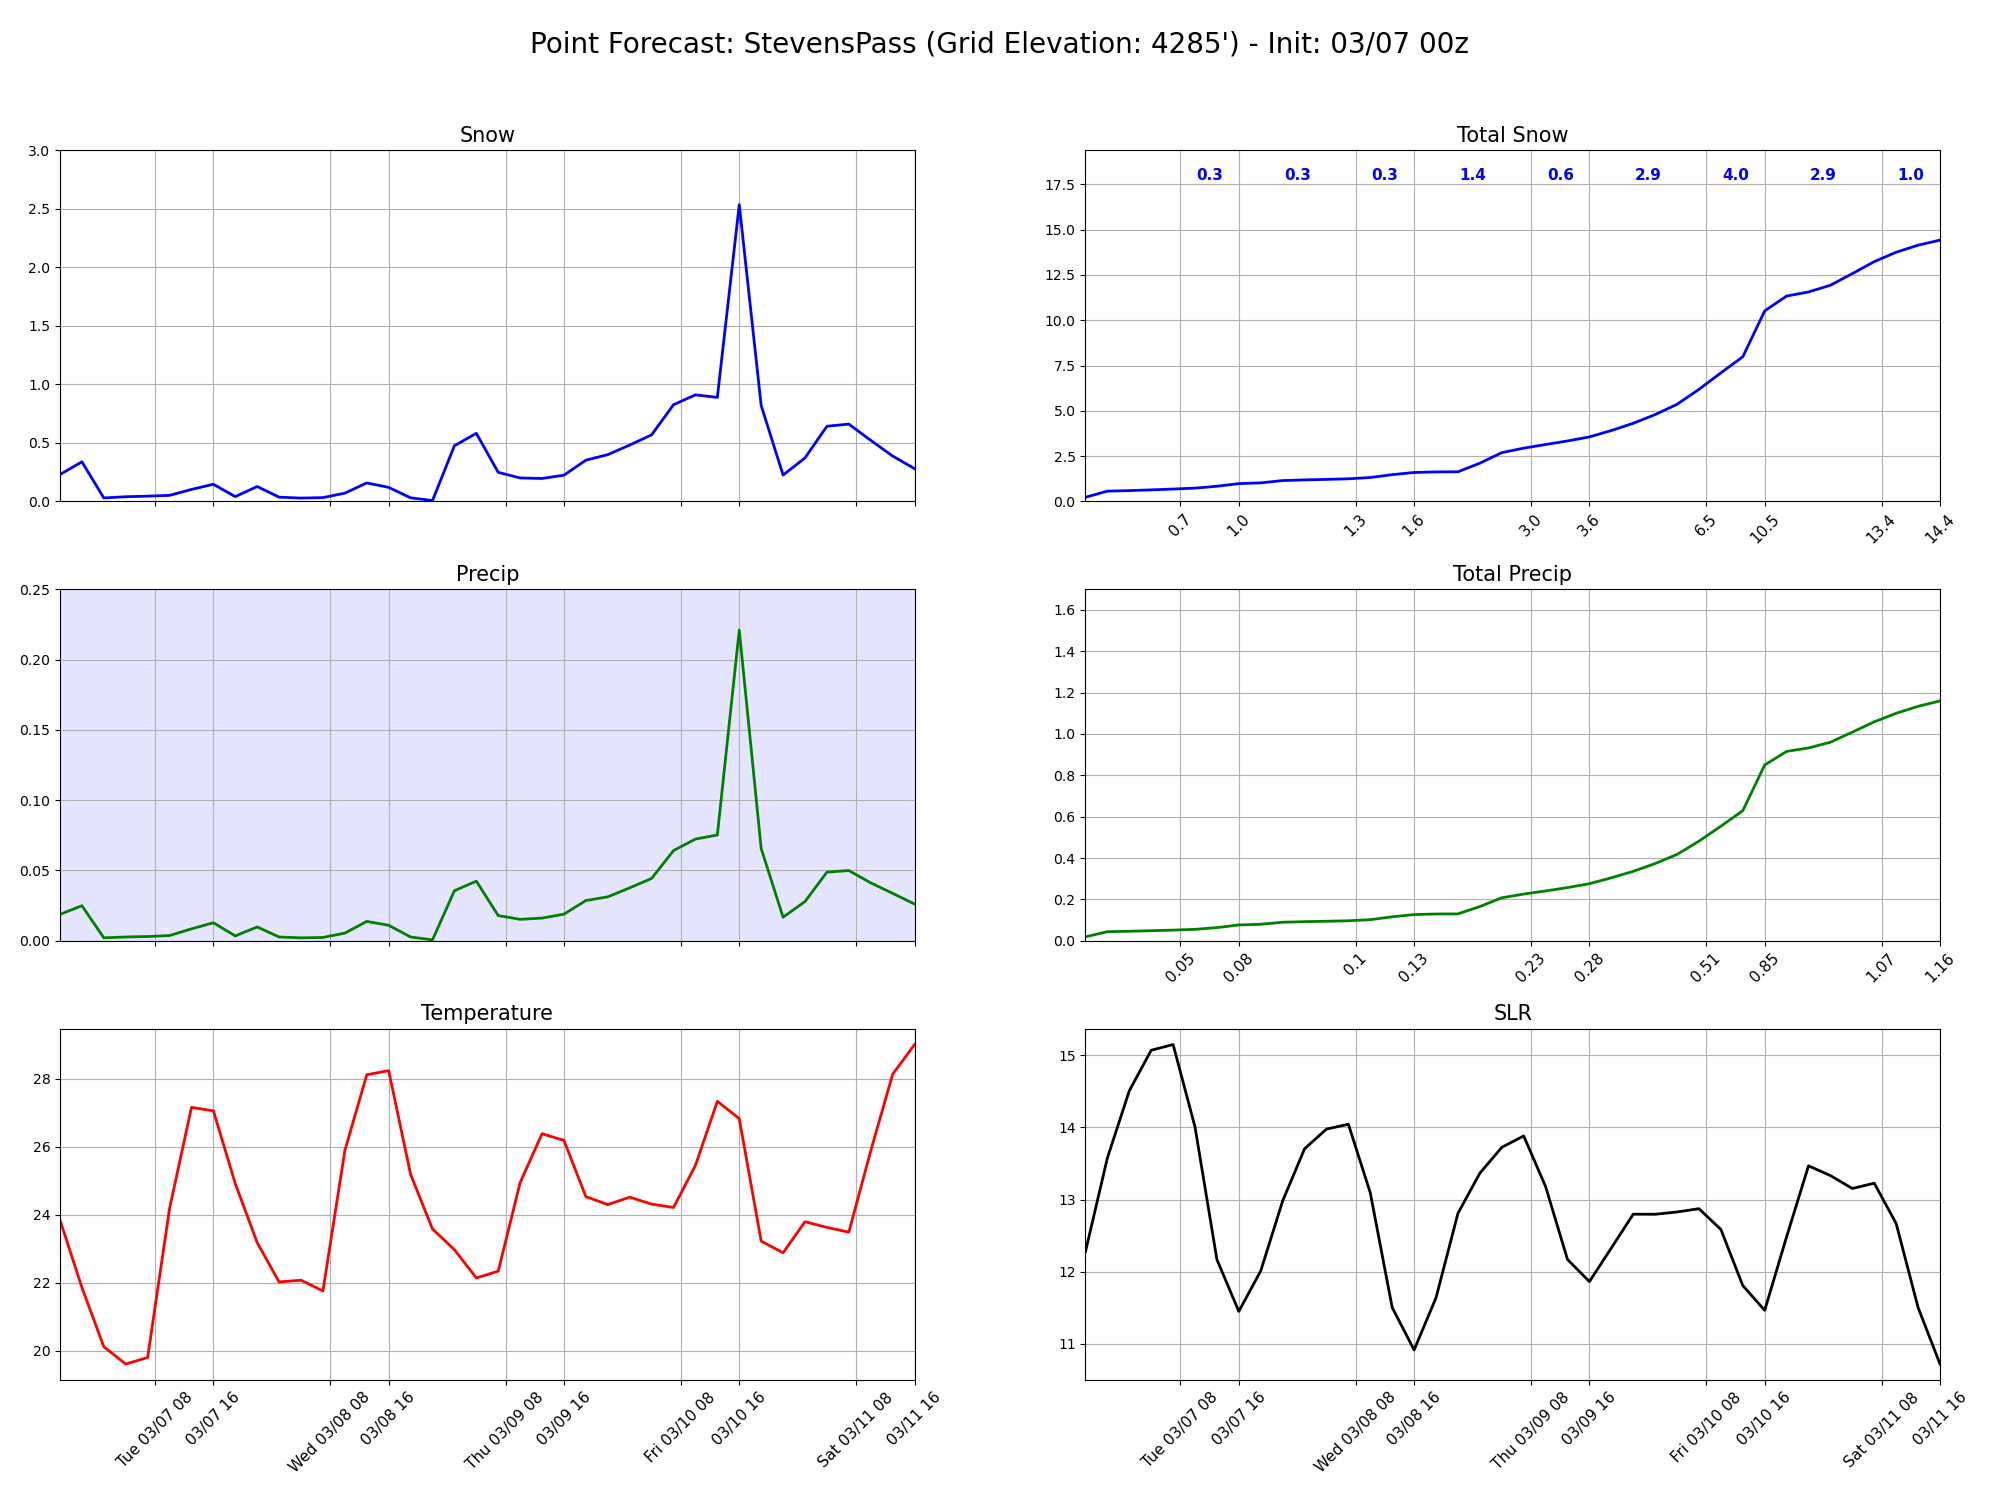 Point Forecast: StevensPass (Grid Elevation: 4285') - Init: 03/07 00z
Snow
3.0
2.5
2.0
1.5
1.0
0.5
0.0
Total Snow
0.3 0.3 0.3 1.4 0.6 2.9 4.0 2.9 1.0
17.5
15.0
12.5
10.0
7.5
5.0
2.5
0.0
0.7 1.0 1.3 1.6 3.0 3.6 6.5 10.5 13.4 14.4
Precip
0.25
0.20
0.15
0.10
0.05
0.00
Total Precip
1.6
1.4
1.2
1.0
0.8
0.6
0.4
0.2
0.0
0.05 0.08 0.1 0.13 0.23 0.28 0.51 0.85 1.07 1.16
Temperature
28
26
24
22
20
Tue 03/07 08
03/07 16
Wed 03/08 08
03/08 16
Thu 03/09 08
03/09 16
Fri 03/10 08
03/10 16
Sat 03/11 08
03/11 16
SLR
15
14
13
12
11
Tue 03/07 08
03/07 16
Wed 03/08 08
03/08 16
Thu 03/09 08
03/09 16
Fri 03/10 08
03/10 16
Sat 03/11 08
03/11 16